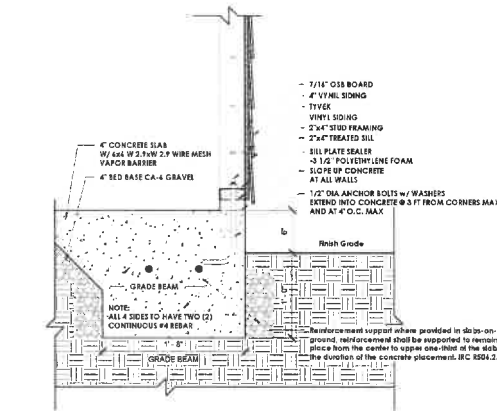 4" CONCRETE SLAB
W/ 6x6 W 2.9xW 2.9 WIRE MESH
VAPOR BARRIER
4" BED BASE CA-6 GRAVEL
7/16" OSB BOARD
4" VYNIL SIDING
TYVEK
VINYL SIDING
2"x4" STUD FRAMING
2"x4" TREATED SILL
SILL PLATE SEALER
-3 1/2" POLYETHYLENE FOAM
SLOPE UP CONCRETE
AT ALL WALLS
1/2" DIA ANCHOR BOLTS w/ WASHERS
EXTEND INTO CONCRETE @ 3 FT FROM CORNERS MAX
AND AT 4' O.C. MAX
Finish Grade
GRADE BEAM
NOTE:
ALL 4 SIDES TO HAVE TWO (2)
CONTINUOUS #4 REBAR
1' - 8"
GRADE BEAM
Reinforcement support where provided in slabs-on-
ground, reinforcement shall be supported to remain
place from the center to upper one-third of the slab
the duration of the concrete placement. IRC R506.2.